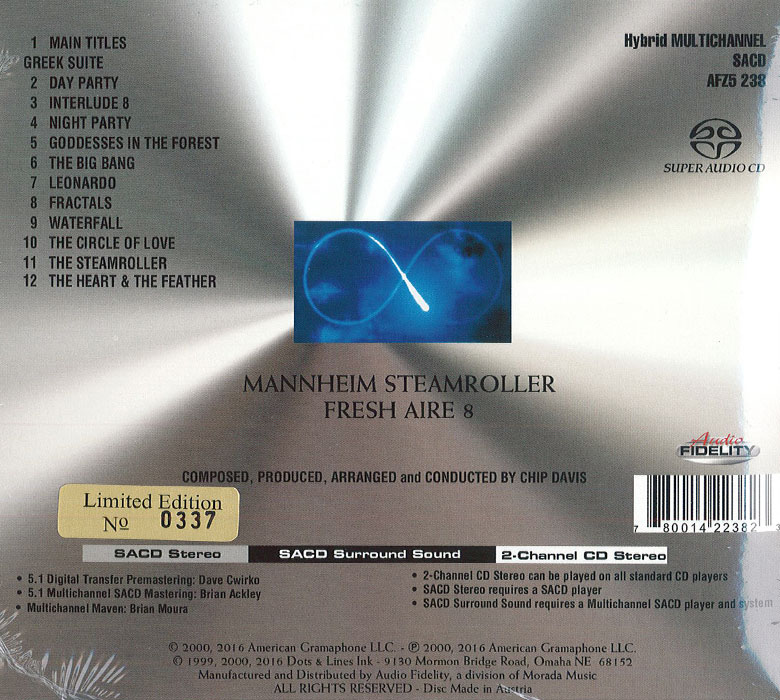 1 MAIN TITLES
GREEK SUITE
2 DAY PARTY
3 INTERLUDE 8
4 NIGHT PARTY
5 GODDESSES IN THE FOREST
6 THE BIG BANG
7 LEONARDO
8 FRACTALS
9 WATERFALL
10 THE CIRCLE OF LOVE
11 THE STEAMROLLER
12 THE HEART & THE FEATHER
Hybrid MULTICHANNEL
SACD
AFZ5 238
SUPER AUDIO CD
MANNHEIM STEAMROLLER
FRESH AIRE 8
Audio
FIDELITY
COMPOSED, PRODUCED, ARRANGED and CONDUCTED BY CHIP DAVIS
Limited Edition
No 0337
7 80014 22382 3
SACD Stereo SACD Surround Sound 2-Channel CD Stereo
• 5.1 Digital Transfer Premastering: Dave Cwirko
• 5.1 Multichannel SACD Mastering: Brian Ackley
• Multichannel Maven: Brian Moura
• 2-Channel CD Stereo can be played on all standard CD players
• SACD Stereo requires a SACD player
• SACD Surround Sound requires a Multichannel SACD player and system
© 2000, 2016 American Gramaphone LLC. - ℗ 2000, 2016 American Gramaphone LLC.
© 1999, 2000, 2016 Dots & Lines Ink - 9130 Mormon Bridge Road, Omaha NE 68152
Manufactured and Distributed by Audio Fidelity, a division of Morada Music
ALL RIGHTS RESERVED - Disc Made in Austria